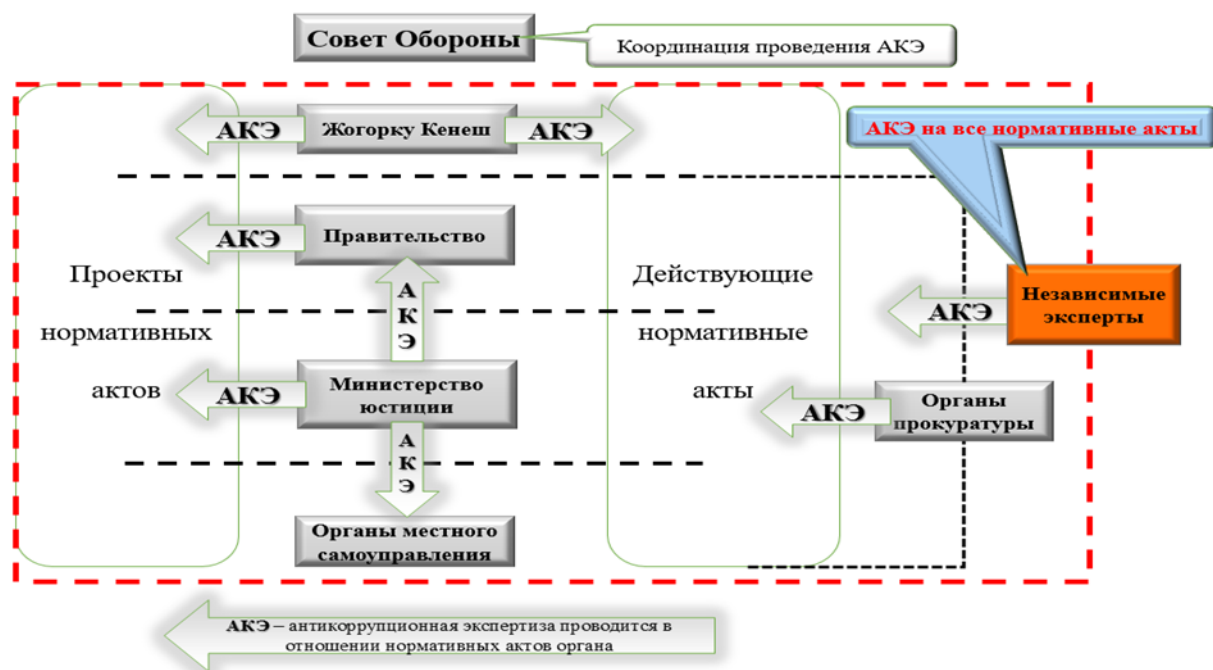 Совет Обороны
Координация проведения АКЭ
АКЭ
Жогорку Кенеш
АКЭ
АКЭ на все нормативные акты
АКЭ
Правительство
Проекты
нормативных
актов
АКЭ
Действующие
нормативные
акты
АКЭ
Независимые
эксперты
АКЭ
Министерство
юстиции
АКЭ
Органы
прокуратуры
АКЭ
Органы местного
самоуправления
АКЭ – антикоррупционная экспертиза проводится в
отношении нормативных актов органа